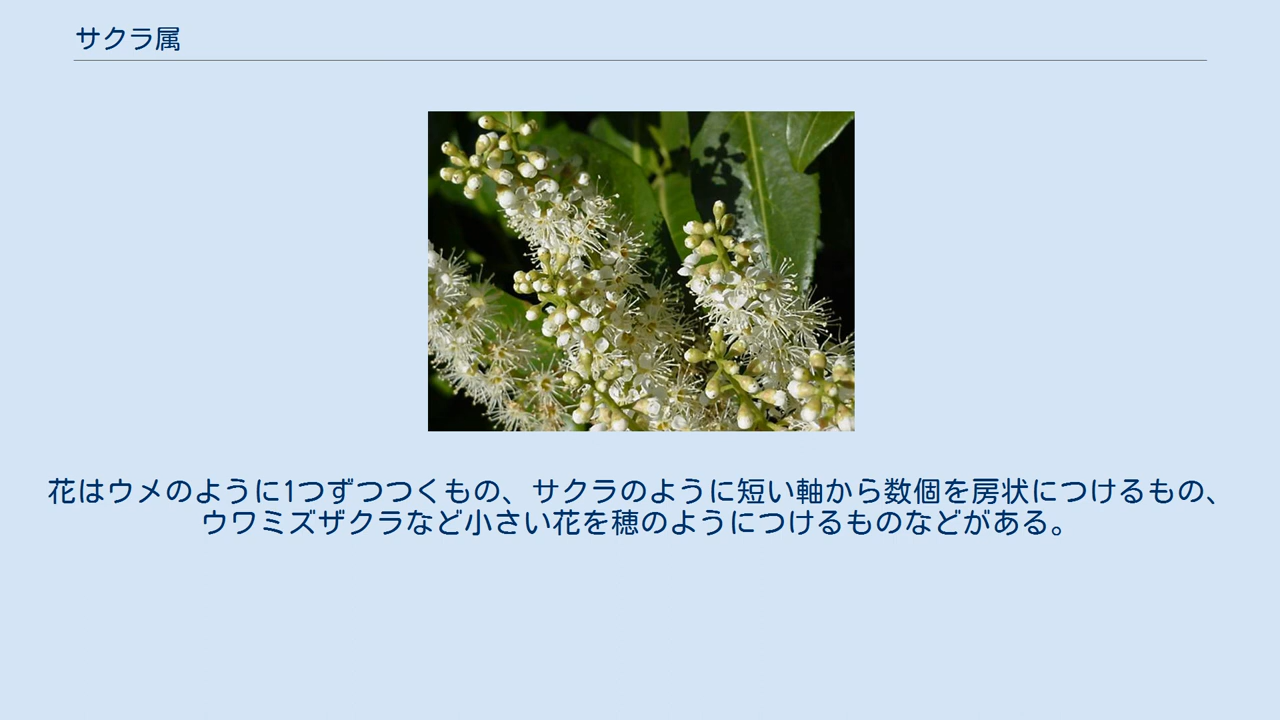 サクラ属
花はウメのように1つずつつくもの、サクラのように短い軸から数個を房状につけるもの、
ウワミズザクラなど小さい花を穂のようにつけるものなどがある。